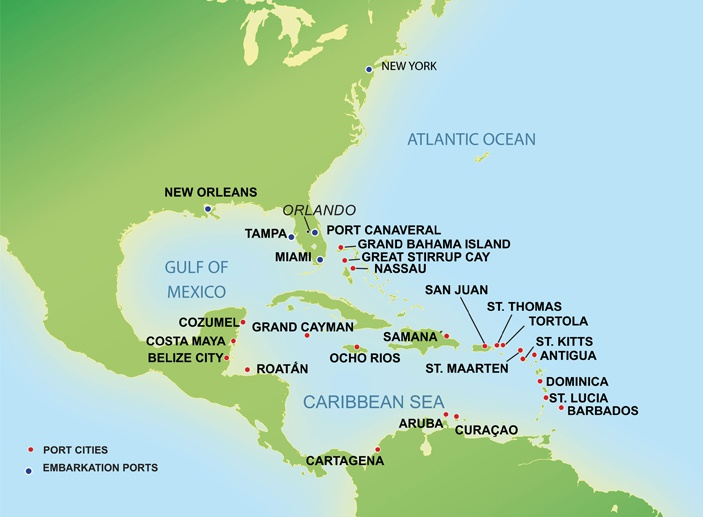 NEW YORK
ATLANTIC OCEAN
NEW ORLEANS
ORLANDO
TAMPA
PORT CANAVERAL
GRAND BAHAMA ISLAND
MIAMI
GREAT STIRRUP CAY
NASSAU
GULF OF
MEXICO
SAN JUAN
ST. THOMAS
TORTOLA
COZUMEL
GRAND CAYMAN
SAMANA
COSTA MAYA
ST. KITTS
BELIZE CITY
OCHO RIOS
ANTIGUA
ROATÂN
ST. MAARTEN
DOMINICA
CARIBBEAN SEA
ST. LUCIA
BARBADOS
ARUBA
CURAÇAO
CARTAGENA
PORT CITIES
EMBARKATION PORTS